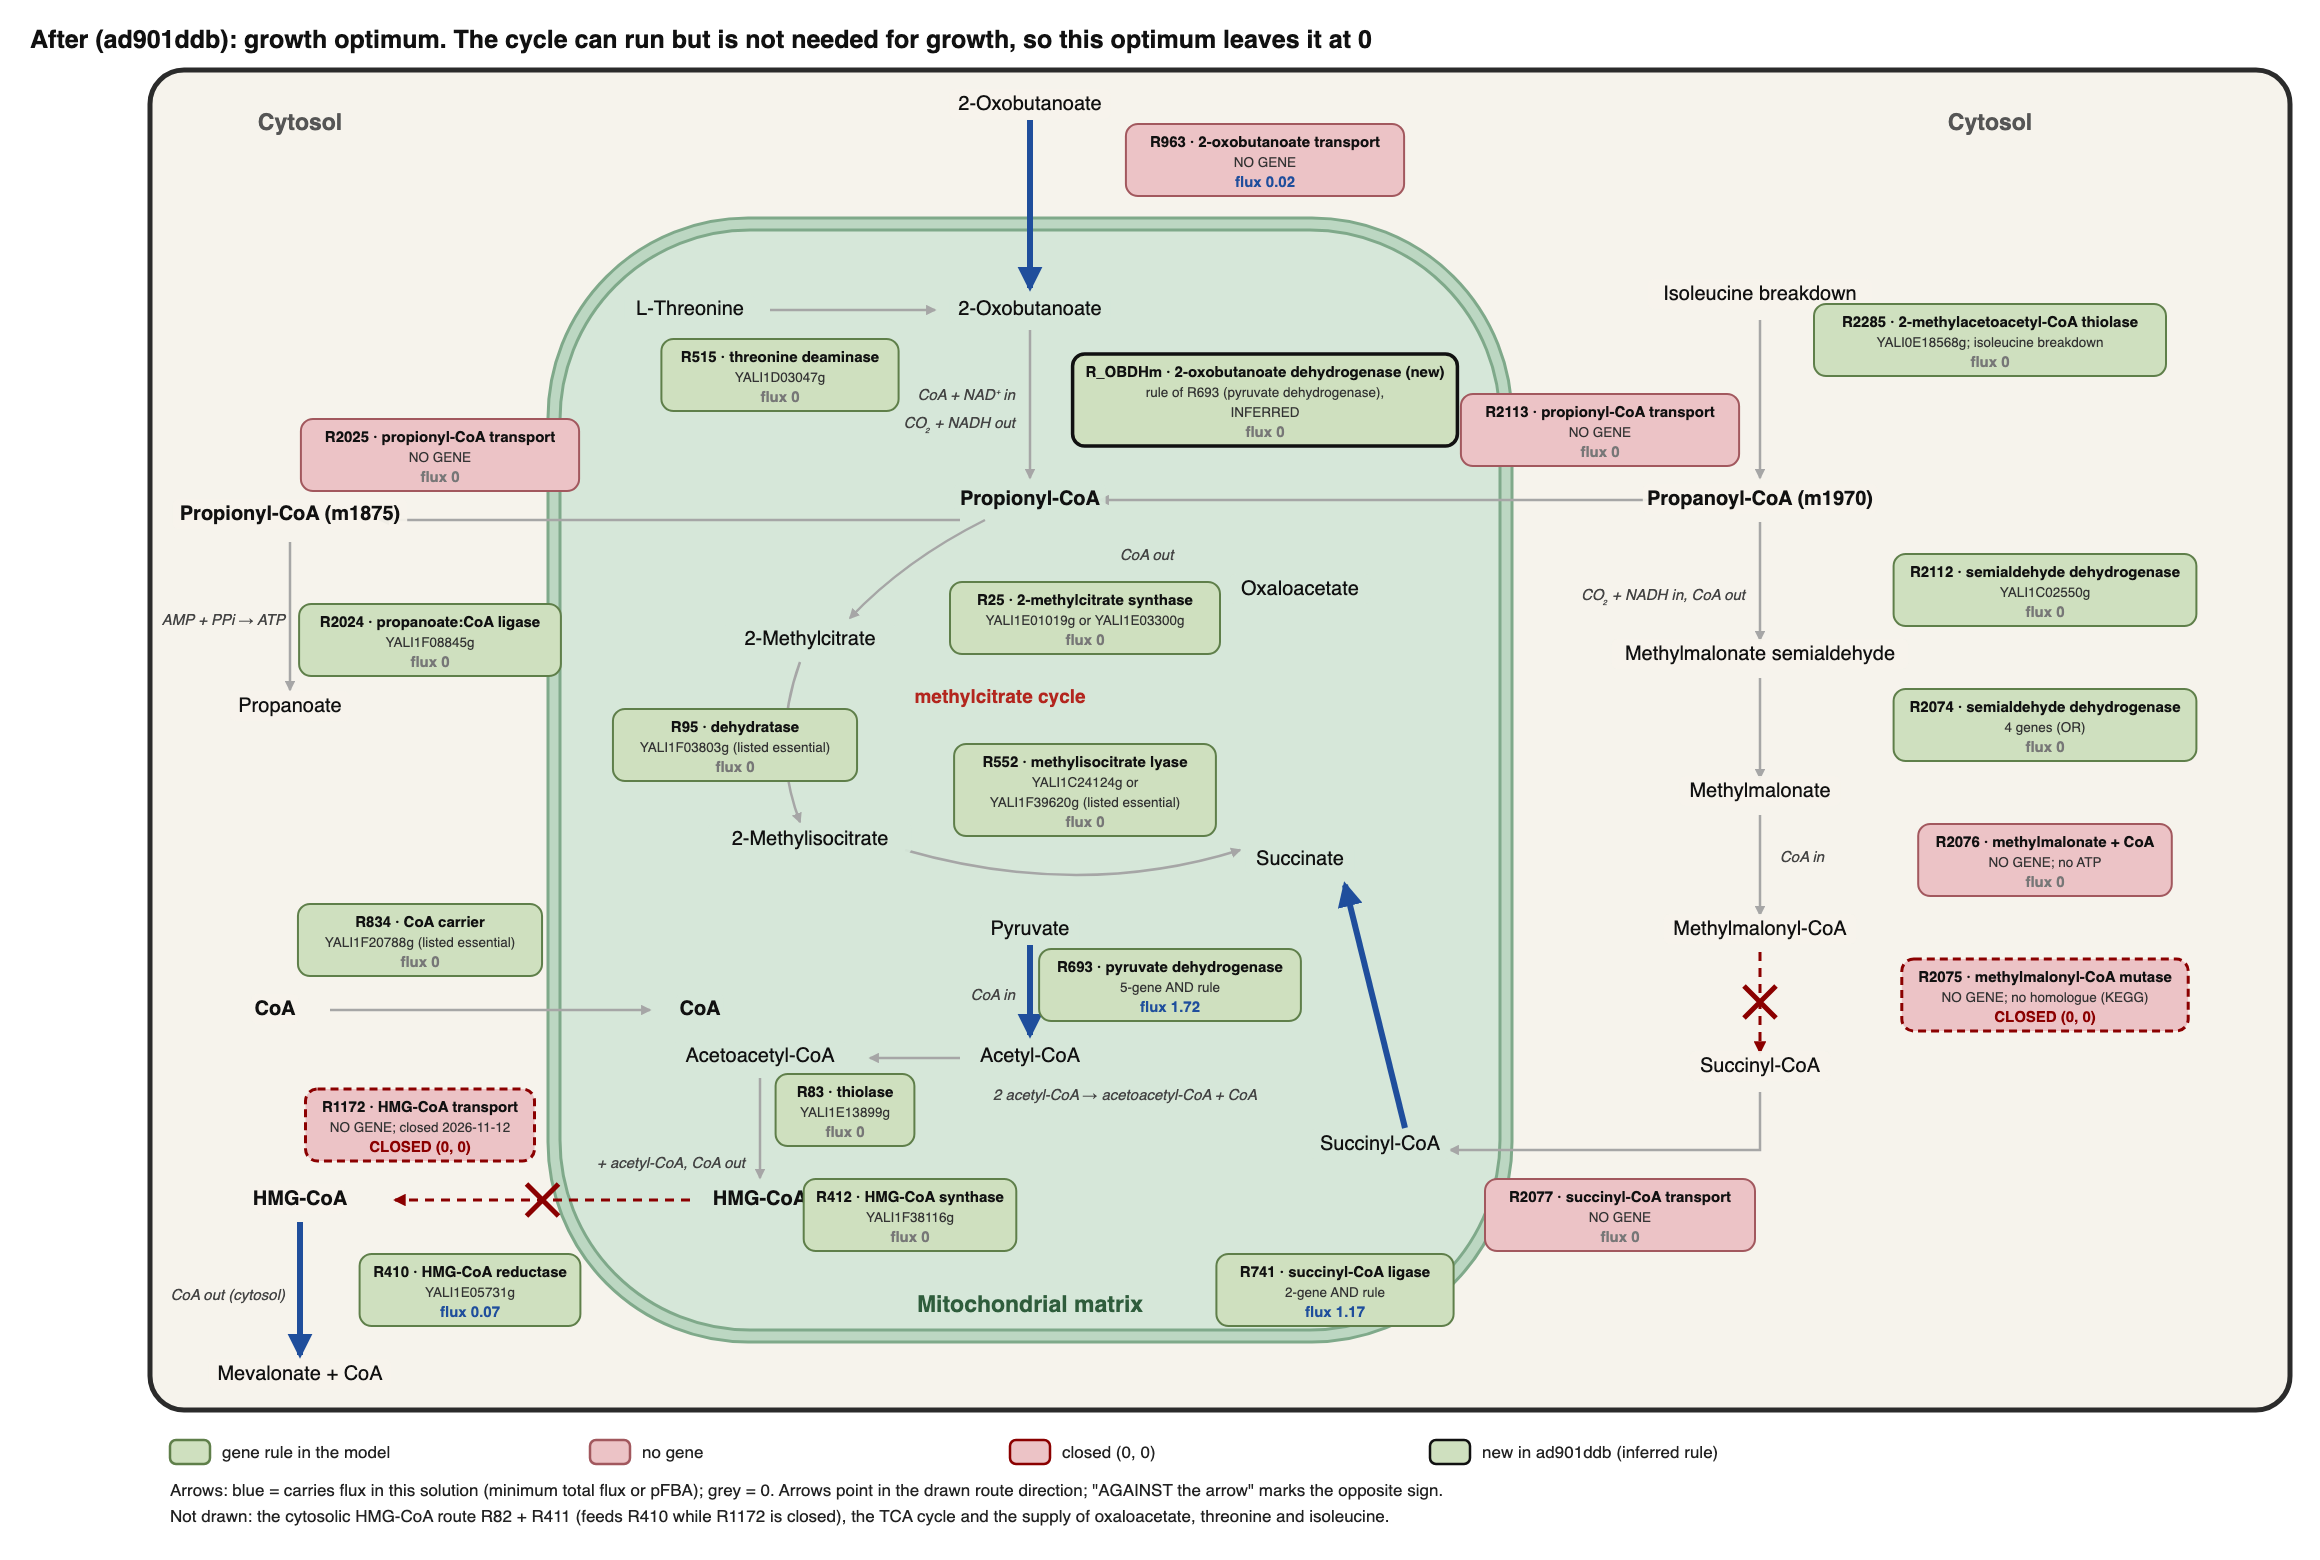 After (ad901ddb): growth optimum. The cycle can run but is not needed for growth, so this optimum leaves it at 0
Cytosol
Cytosol
2-Oxobutanoate
R963 · 2-oxobutanoate transport
NO GENE
flux 0.02
L-Threonine
2-Oxobutanoate
R515 · threonine deaminase
YALI1D03047g
flux 0
CoA + NAD⁺ in
CO₂ + NADH out
R_OBDHm · 2-oxobutanoate dehydrogenase (new)
rule of R693 (pyruvate dehydrogenase),
INFERRED
flux 0
Isoleucine breakdown
R2285 · 2-methylacetoacetyl-CoA thiolase
YALI0E18568g; isoleucine breakdown
flux 0
R2025 · propionyl-CoA transport
NO GENE
flux 0
R2113 · propionyl-CoA transport
NO GENE
flux 0
Propionyl-CoA (m1875)
Propionyl-CoA
Propanoyl-CoA (m1970)
CoA out
Oxaloacetate
R25 · 2-methylcitrate synthase
YALI1E01019g or YALI1E03300g
flux 0
CO₂ + NADH in, CoA out
R2112 · semialdehyde dehydrogenase
YALI1C02550g
flux 0
AMP + PPi → ATP
R2024 · propanoate:CoA ligase
YALI1F08845g
flux 0
2-Methylcitrate
Methylmalonate semialdehyde
Propanoate
methylcitrate cycle
R95 · dehydratase
YALI1F03803g (listed essential)
flux 0
R2074 · semialdehyde dehydrogenase
4 genes (OR)
flux 0
R552 · methylisocitrate lyase
YALI1C24124g or
YALI1F39620g (listed essential)
flux 0
Methylmalonate
2-Methylisocitrate
Succinate
CoA in
R2076 · methylmalonate + CoA
NO GENE; no ATP
flux 0
R834 · CoA carrier
YALI1F20788g (listed essential)
flux 0
Pyruvate
Methylmalonyl-CoA
R693 · pyruvate dehydrogenase
5-gene AND rule
flux 1.72
CoA in
R2075 · methylmalonyl-CoA mutase
NO GENE; no homologue (KEGG)
CLOSED (0, 0)
CoA
CoA
Acetoacetyl-CoA
Acetyl-CoA
Succinyl-CoA
R83 · thiolase
YALI1E13899g
flux 0
2 acetyl-CoA → acetoacetyl-CoA + CoA
R1172 · HMG-CoA transport
NO GENE; closed 2026-11-12
CLOSED (0, 0)
Succinyl-CoA
+ acetyl-CoA, CoA out
HMG-CoA
HMG-CoA
R412 · HMG-CoA synthase
YALI1F38116g
flux 0
R2077 · succinyl-CoA transport
NO GENE
flux 0
CoA out (cytosol)
R410 · HMG-CoA reductase
YALI1E05731g
flux 0.07
Mitochondrial matrix
R741 · succinyl-CoA ligase
2-gene AND rule
flux 1.17
Mevalonate + CoA
gene rule in the model
no gene
closed (0, 0)
new in ad901ddb (inferred rule)
Arrows: blue = carries flux in this solution (minimum total flux or pFBA); grey = 0. Arrows point in the drawn route direction; "AGAINST the arrow" marks the opposite sign.
Not drawn: the cytosolic HMG-CoA route R82 + R411 (feeds R410 while R1172 is closed), the TCA cycle and the supply of oxaloacetate, threonine and isoleucine.